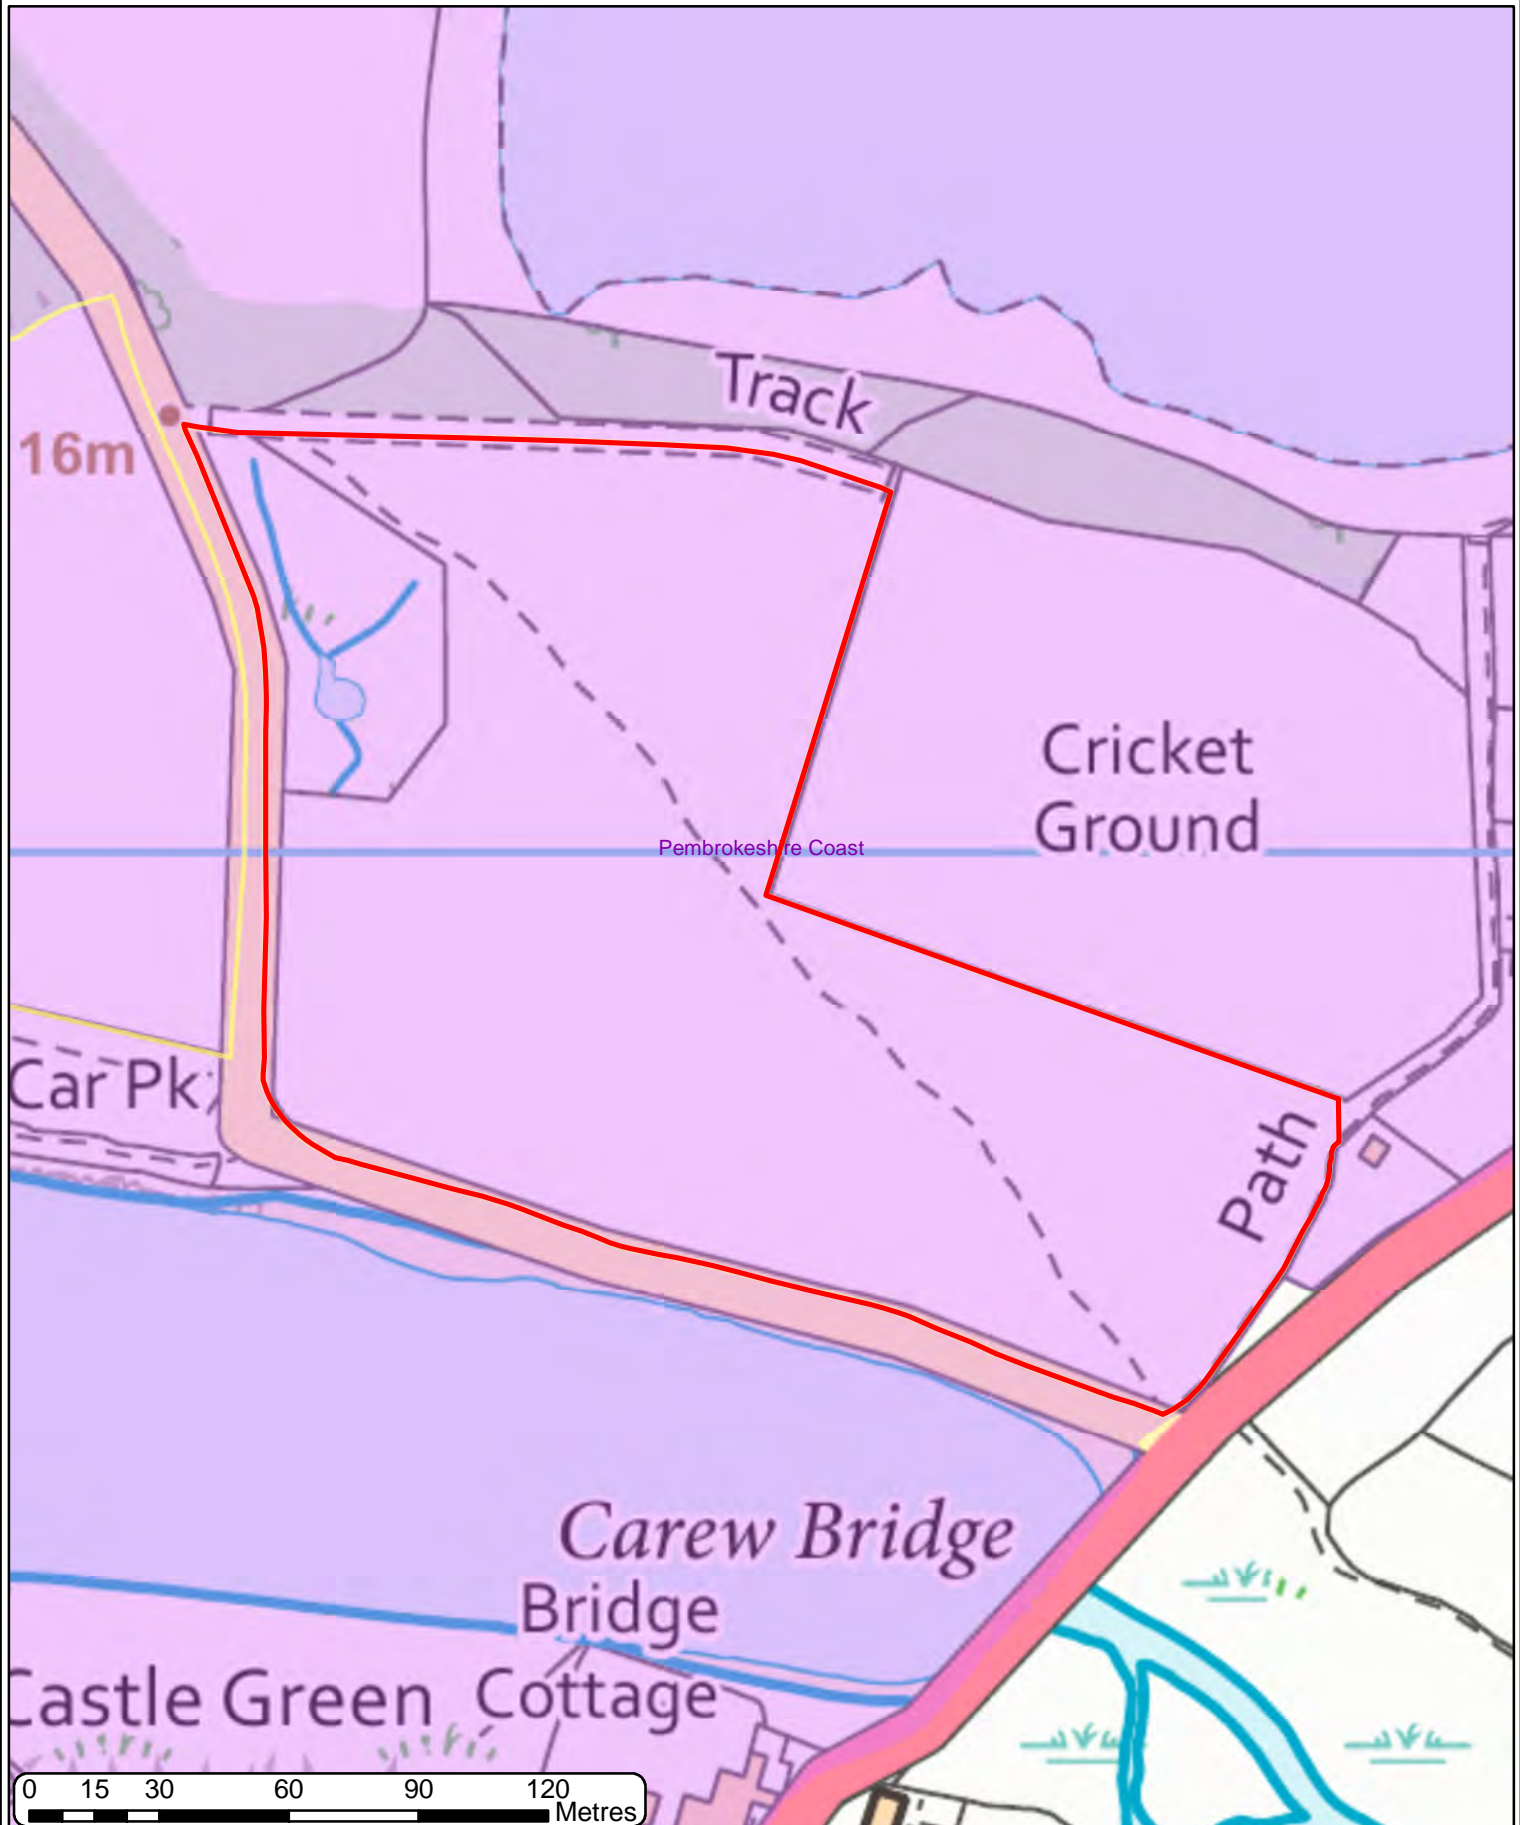 Track
16m
Cricket
Ground
Pembrokeshire Coast
Car Pk
Path
Carew Bridge
Bridge
Castle Green
Cottage
0 15 30 60 90 120
Metres